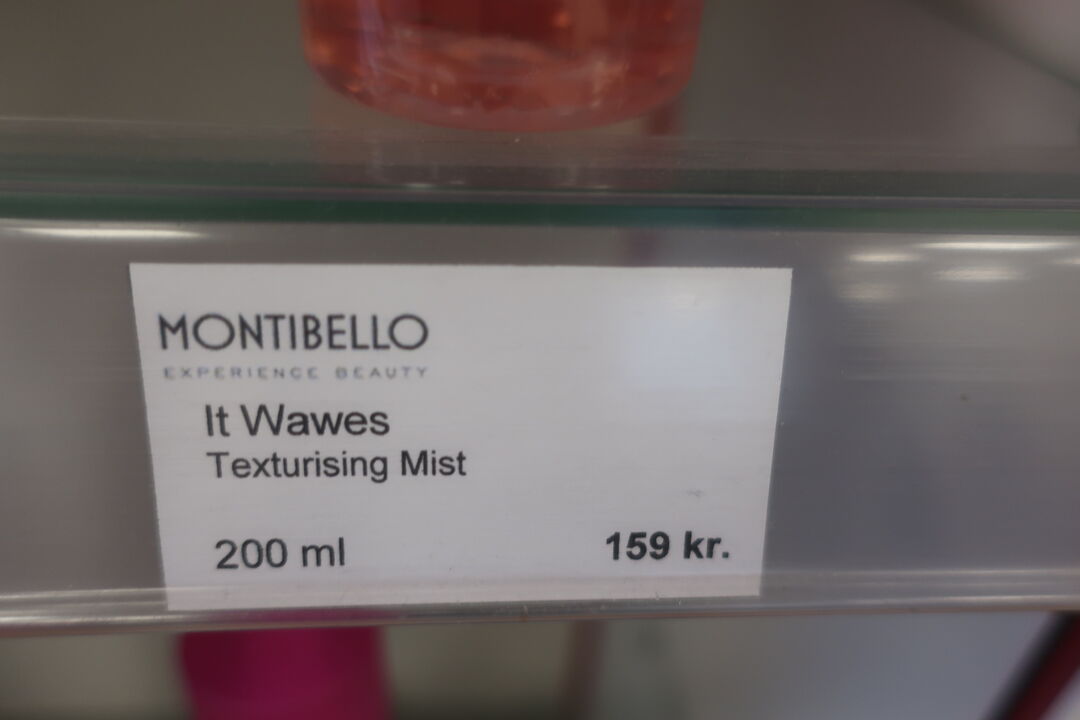 MONTIBELLO
EXPERIENCE BEAUTY
It Wawes
Texturising Mist
200 ml 159 kr.